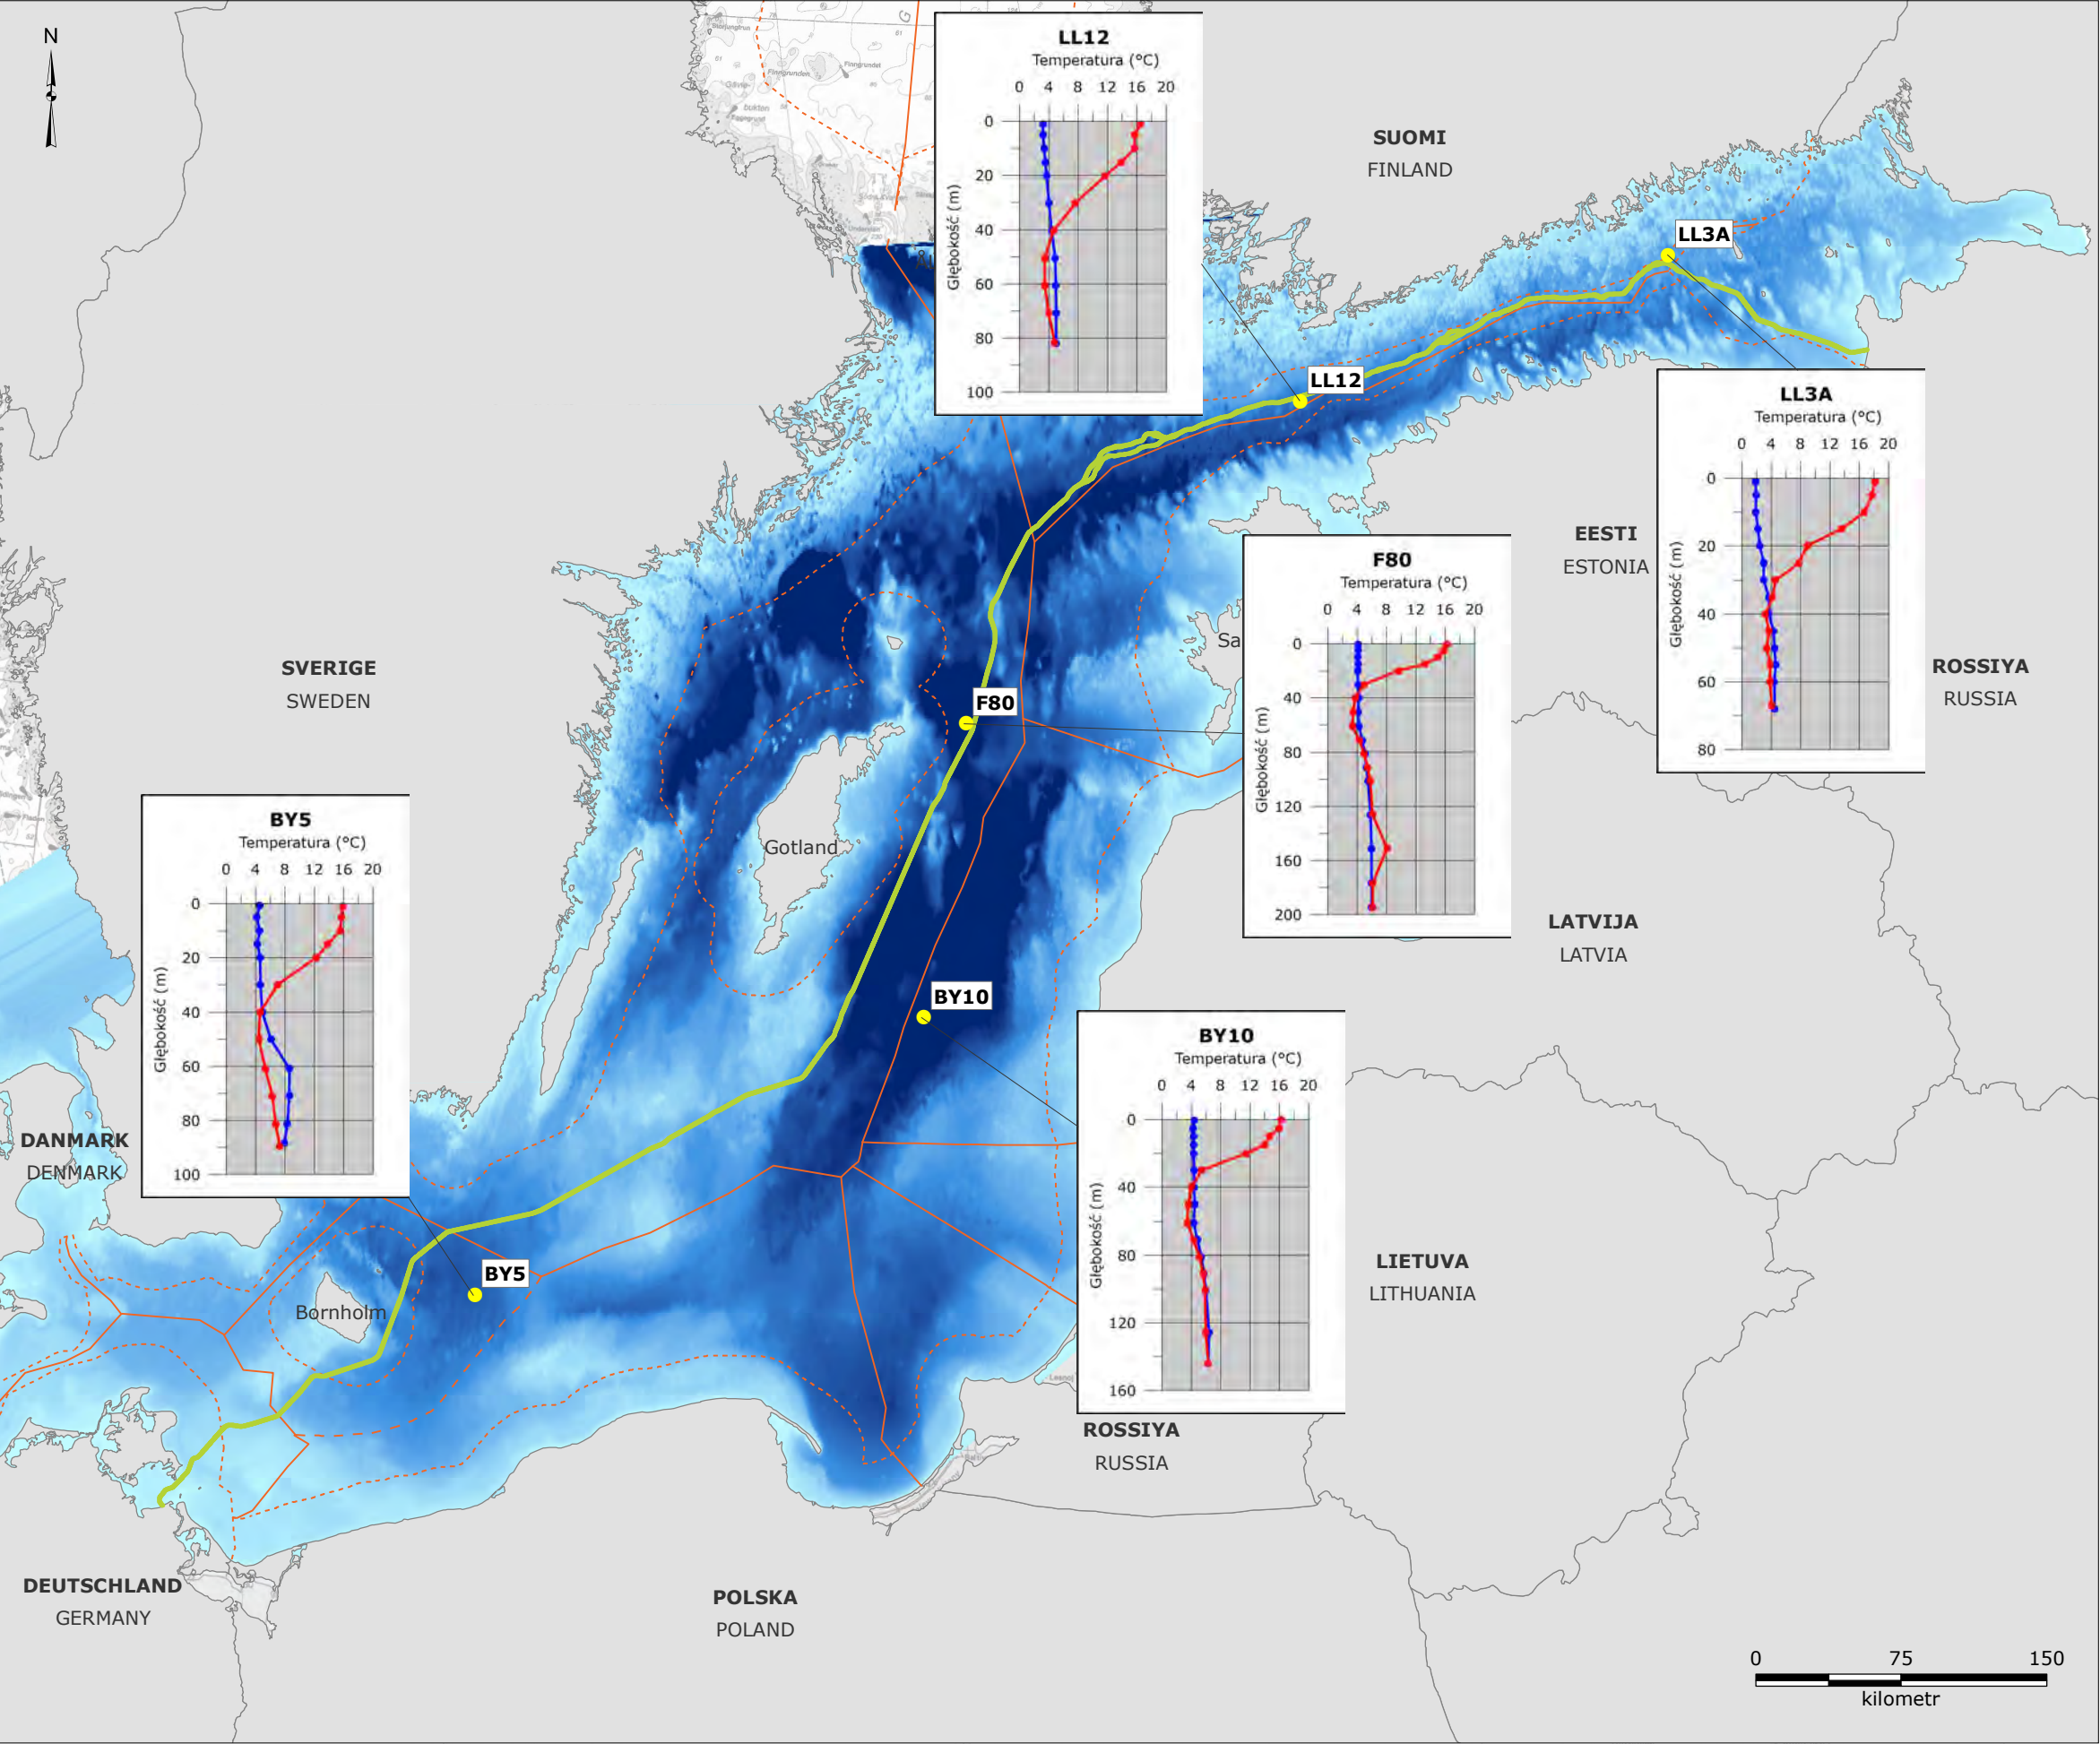 N
LL12
Temperatura (°C)
0 4 8 12 16 20
Głębokość (m)
0
20
40
60
80
100
SUOMI
FINLAND
LL3A
LL12
LL3A
Temperatura (°C)
0 4 8 12 16 20
Głębokość (m)
0
20
40
60
80
EESTI
ESTONIA
ROSSIYA
RUSSIA
F80
Temperatura (°C)
0 4 8 12 16 20
Głębokość (m)
0
40
80
120
160
200
Sa
SVERIGE
SWEDEN
F80
Gotland
BY5
Temperatura (°C)
0 4 8 12 16 20
Głębokość (m)
0
20
40
60
80
100
LATVIJA
LATVIA
BY10
BY10
Temperatura (°C)
0 4 8 12 16 20
Głębokość (m)
0
40
80
120
160
DANMARK
DENMARK
BY5
Bornholm
LIETUVA
LITHUANIA
ROSSIYA
RUSSIA
DEUTSCHLAND
GERMANY
POLSKA
POLAND
0 75 150
kilometr